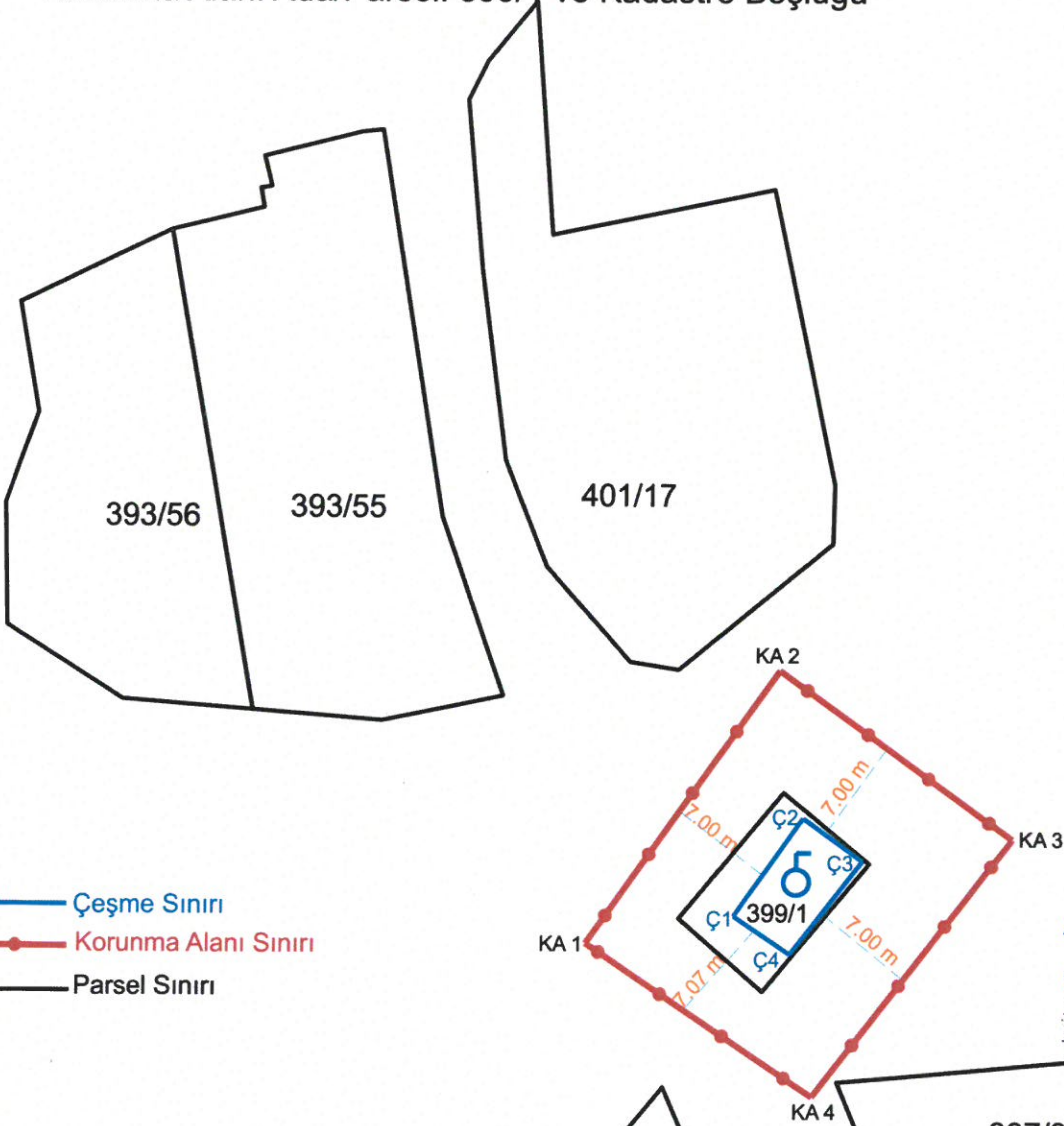 ve Kadastro Boşluğu
393/56
393/55
401/17
KA 2
7.00 m
7.00 m
Ç2
Ç3
KA 3
Çeşme Sınırı
Ç1
399/1
Korunma Alanı Sınırı
KA 1
7.00 m
Ç4
Parsel Sınırı
7.07 m
KA 4